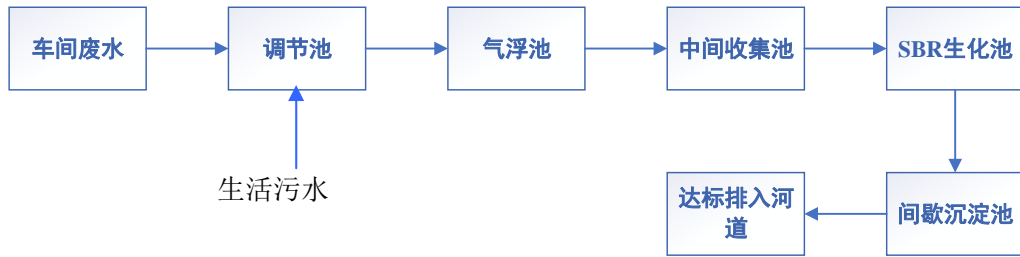 车间废水
调节池
气浮池
中间收集池
SBR生化池
生活污水
达标排入河
道
间歇沉淀池